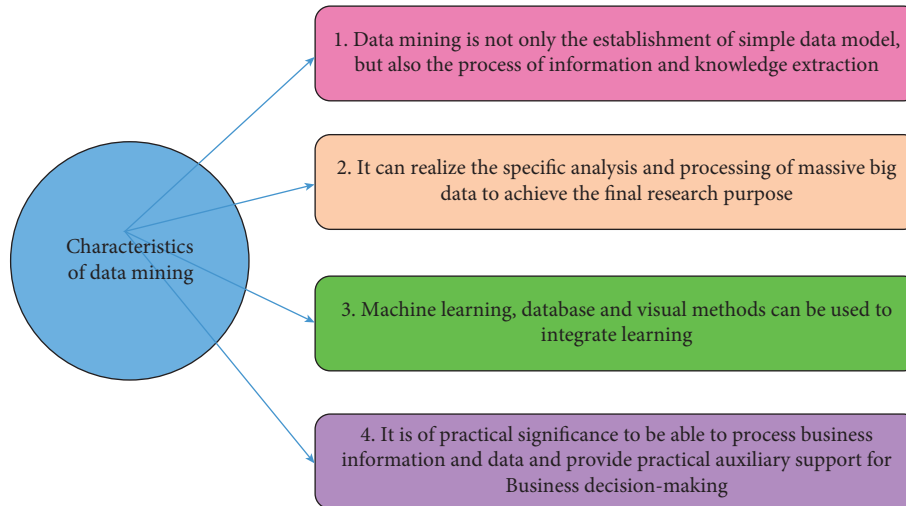 1. Data mining is not only the establishment of simple data model,
but also the process of information and knowledge extraction
2. It can realize the specific analysis and processing of massive big
data to achieve the final research purpose
Characteristics
of data mining
3. Machine learning, database and visual methods can be used to
integrate learning
4. It is of practical significance to be able to process business
information and data and provide practical auxiliary support for
Business decision-making